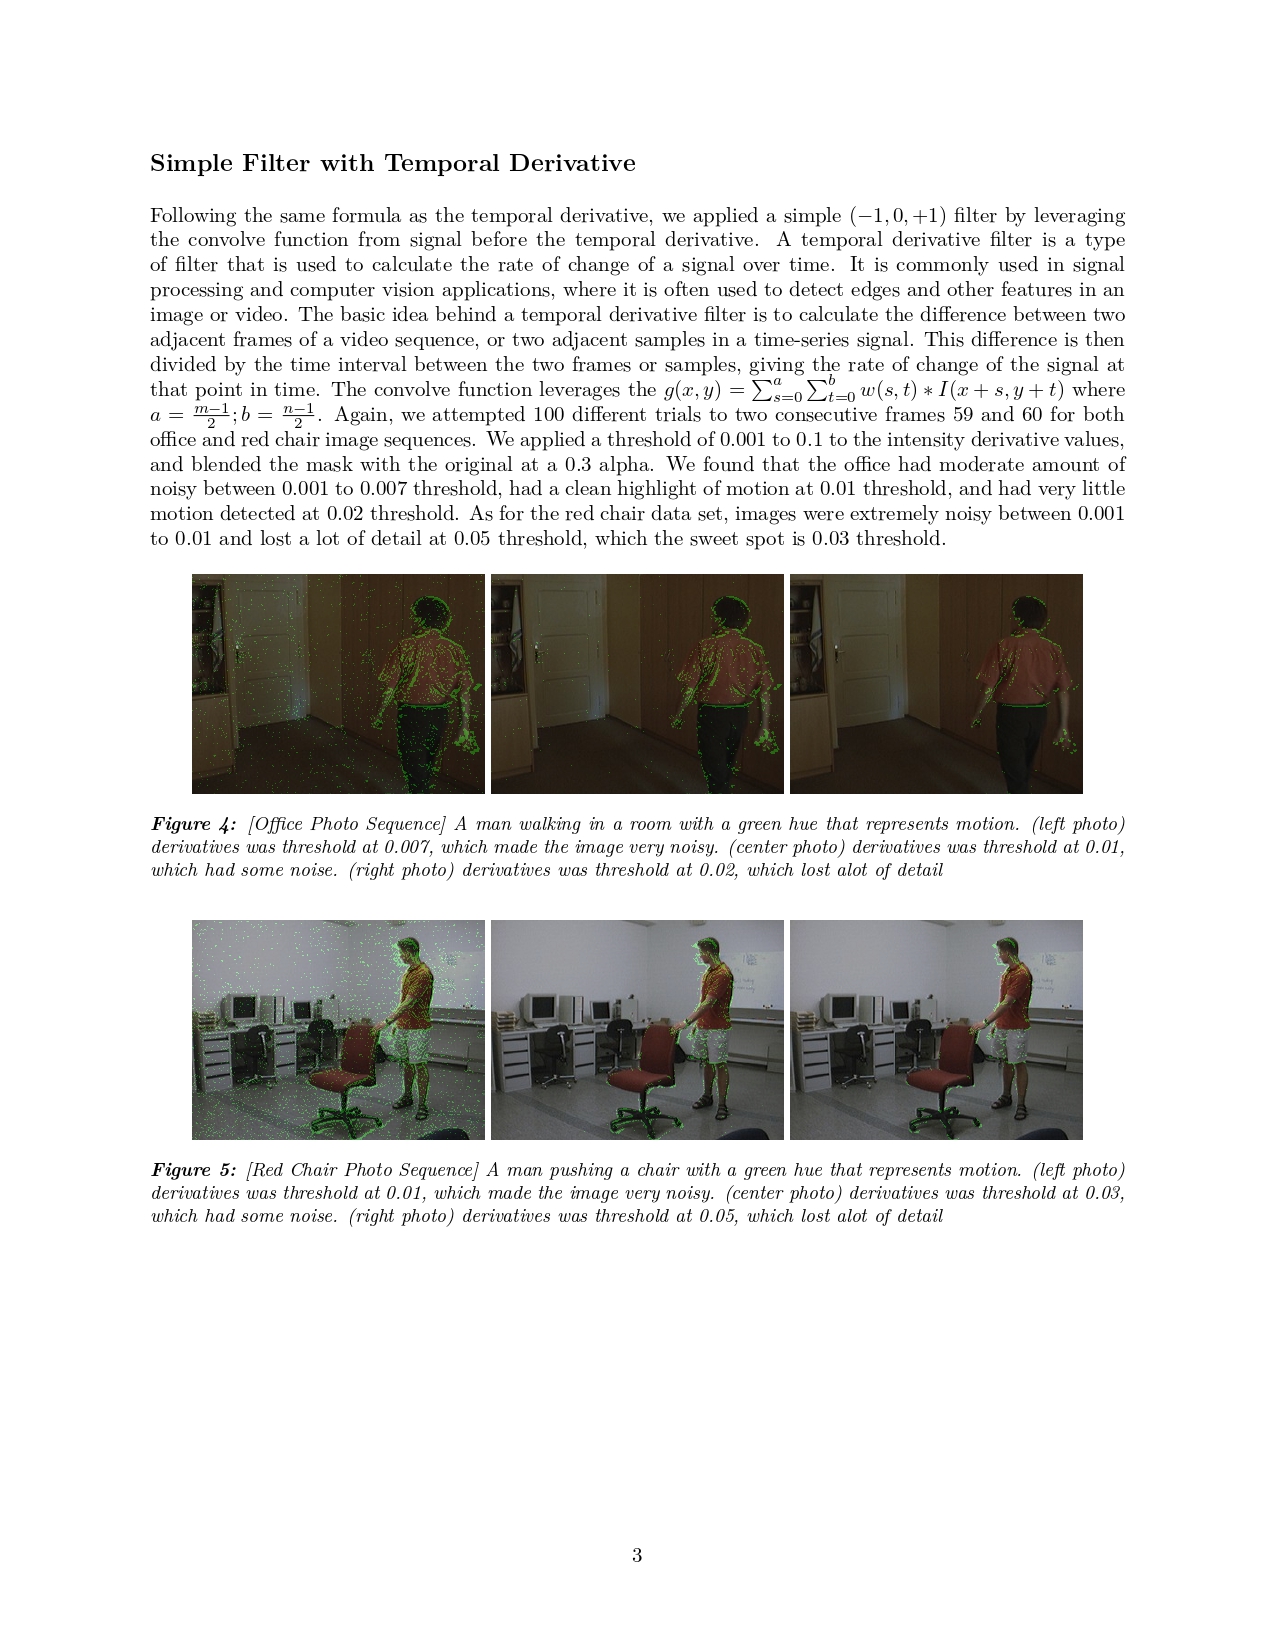 Simple Filter with Temporal Derivative
Following the same formula as the temporal derivative, we applied a simple (−1, 0, +1) filter by leveraging
the convolve function from signal before the temporal derivative. A temporal derivative filter is a type
of filter that is used to calculate the rate of change of a signal over time. It is commonly used in signal
processing and computer vision applications, where it is often used to detect edges and other features in an
image or video. The basic idea behind a temporal derivative filter is to calculate the difference between two
adjacent frames of a video sequence, or two adjacent samples in a time-series signal. This difference is then
divided by the time interval between the two frames or samples, giving the rate of change of the signal at
that point in time. The convolve function leverages the g(x, y) = ∑_{s=0}^{a} ∑_{t=0}^{b} w(s, t) ∗ I(x + s, y + t) where
a = \frac{m−1}{2}; b = \frac{n−1}{2}. Again, we attempted 100 different trials to two consecutive frames 59 and 60 for both
office and red chair image sequences. We applied a threshold of 0.001 to 0.1 to the intensity derivative values,
and blended the mask with the original at a 0.3 alpha. We found that the office had moderate amount of
noisy between 0.001 to 0.007 threshold, had a clean highlight of motion at 0.01 threshold, and had very little
motion detected at 0.02 threshold. As for the red chair data set, images were extremely noisy between 0.001
to 0.01 and lost a lot of detail at 0.05 threshold, which the sweet spot is 0.03 threshold.
Figure 4: [Office Photo Sequence] A man walking in a room with a green hue that represents motion. (left photo)
derivatives was threshold at 0.007, which made the image very noisy. (center photo) derivatives was threshold at 0.01,
which had some noise. (right photo) derivatives was threshold at 0.02, which lost alot of detail
Figure 5: [Red Chair Photo Sequence] A man pushing a chair with a green hue that represents motion. (left photo)
derivatives was threshold at 0.01, which made the image very noisy. (center photo) derivatives was threshold at 0.03,
which had some noise. (right photo) derivatives was threshold at 0.05, which lost alot of detail
3